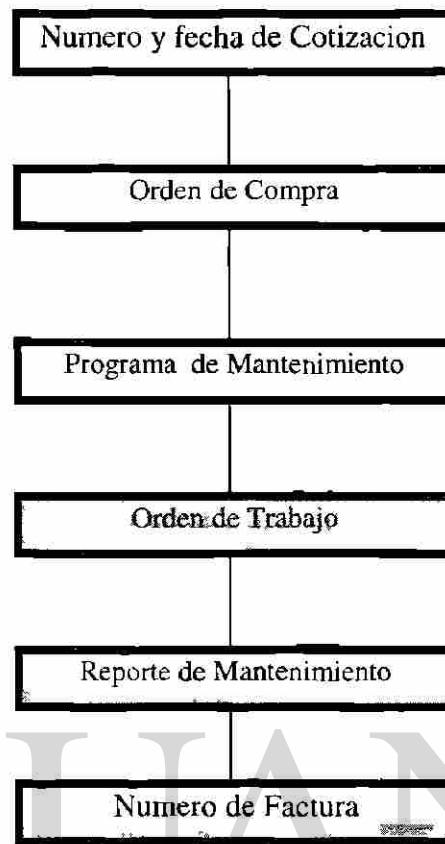 Numero y fecha de Cotizacion
Orden de Compra
Programa de Mantenimiento
Orden de Trabajo
Reporte de Mantenimiento
Numero de Factura